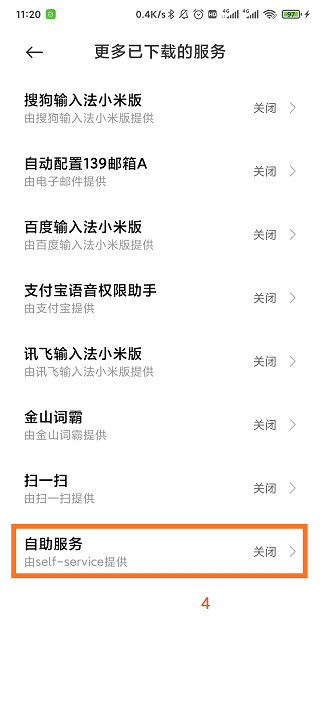 11:20 0.4K/s 4G 4G 97
更多已下载的服务
搜狗输入法小米版
由搜狗输入法小米版提供
关闭
自动配置139邮箱A
由电子邮件提供
关闭
百度输入法小米版
由百度输入法小米版提供
关闭
支付宝语音权限助手
由支付宝提供
关闭
讯飞输入法小米版
由讯飞输入法小米版提供
关闭
金山词霸
由金山词霸提供
关闭
扫一扫
由扫一扫提供
关闭
自助服务
由self-service提供
关闭
4